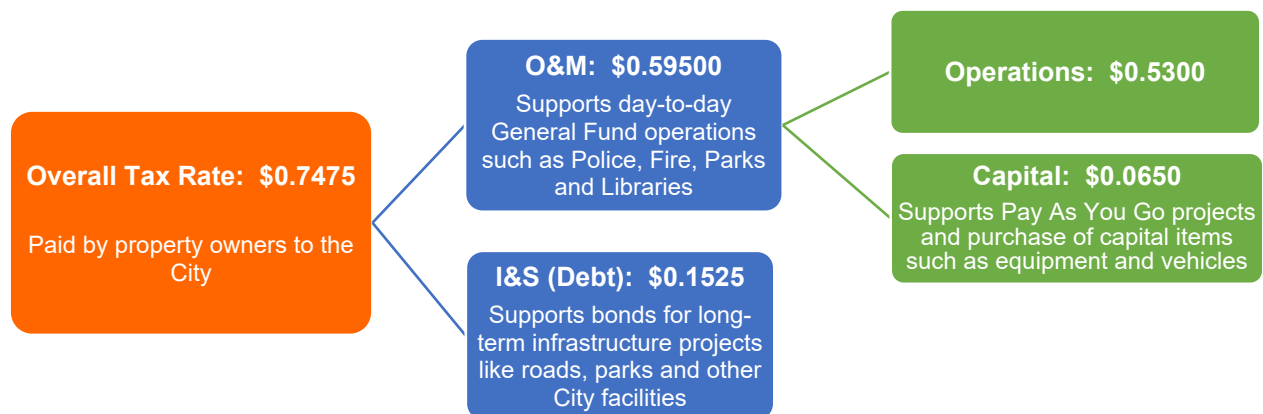 Overall Tax Rate: $0.7475
Paid by property owners to the
City
O&M: $0.59500
Supports day-to-day
General Fund operations
such as Police, Fire, Parks
and Libraries
I&S (Debt): $0.1525
Supports bonds for long-
term infrastructure projects
like roads, parks and other
City facilities
Operations: $0.5300
Capital: $0.0650
Supports Pay As You Go projects
and purchase of capital items
such as equipment and vehicles